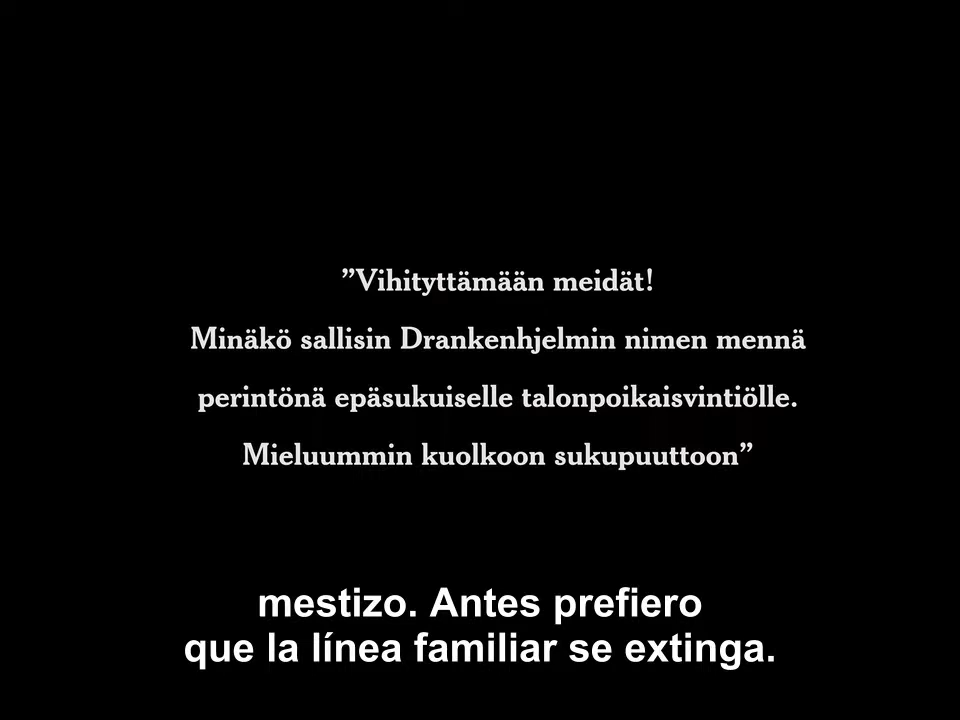 ”Vihityttämään meidät!
Minäkö sallisin Drankenhjelmin nimen mennä
perintönä epäsukuiselle talonpoikaisvintiölle.
Mieluummin kuolkoon sukupuuttoon”
mestizo. Antes prefiero
que la línea familiar se extinga.